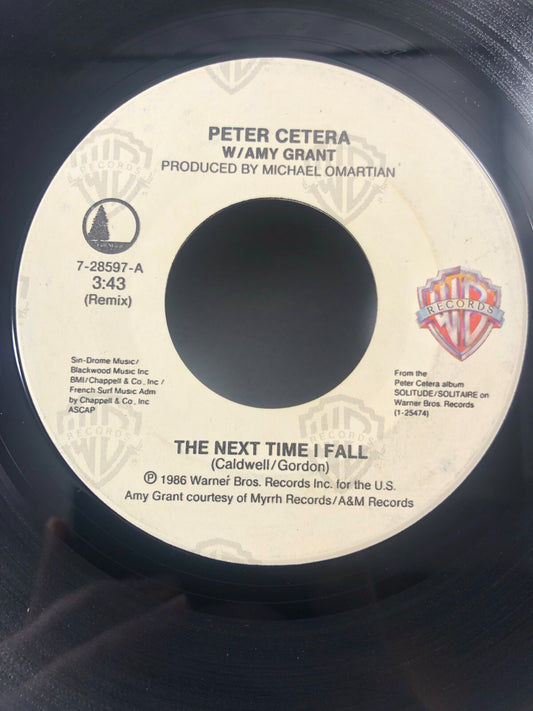 PETER CETERA
W/AMY GRANT
PRODUCED BY MICHAEL OMARTIAN
7-28597-A
3:43
(Remix)
WB
RECORDS
Sin-Drome Music/
Blackwood Music Inc
BMI/Chappell & Co., Inc /
French Surf Music Adm
by Chappell & Co., Inc
ASCAP
From the
Peter Cetera album
SOLITUDE/SOLITAIRE on
Warner Bros. Records
(1-25474)
THE NEXT TIME I FALL
(Caldwell/Gordon)
Ⓟ 1986 Warner Bros. Records Inc. for the U.S.
Amy Grant courtesy of Myrrh Records/A&M Records